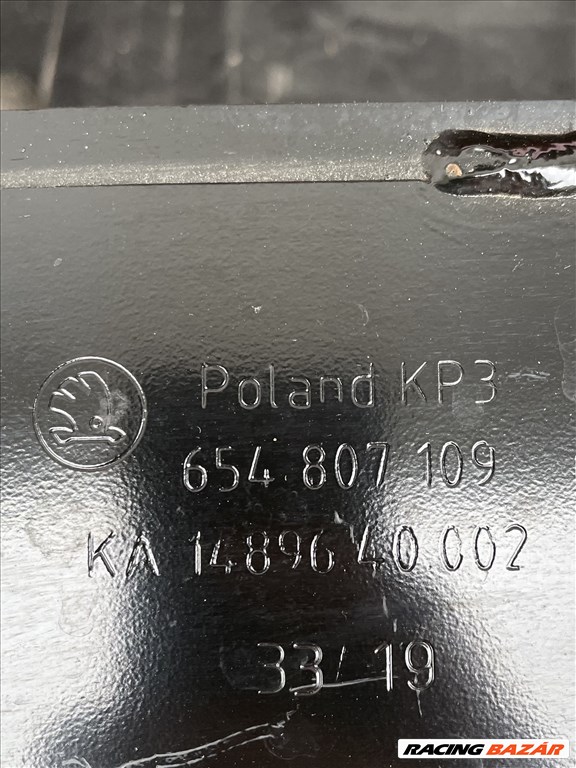 Poland KP3
654 807 109
KA 14896 40 002
33/19
RACING BAZÁR